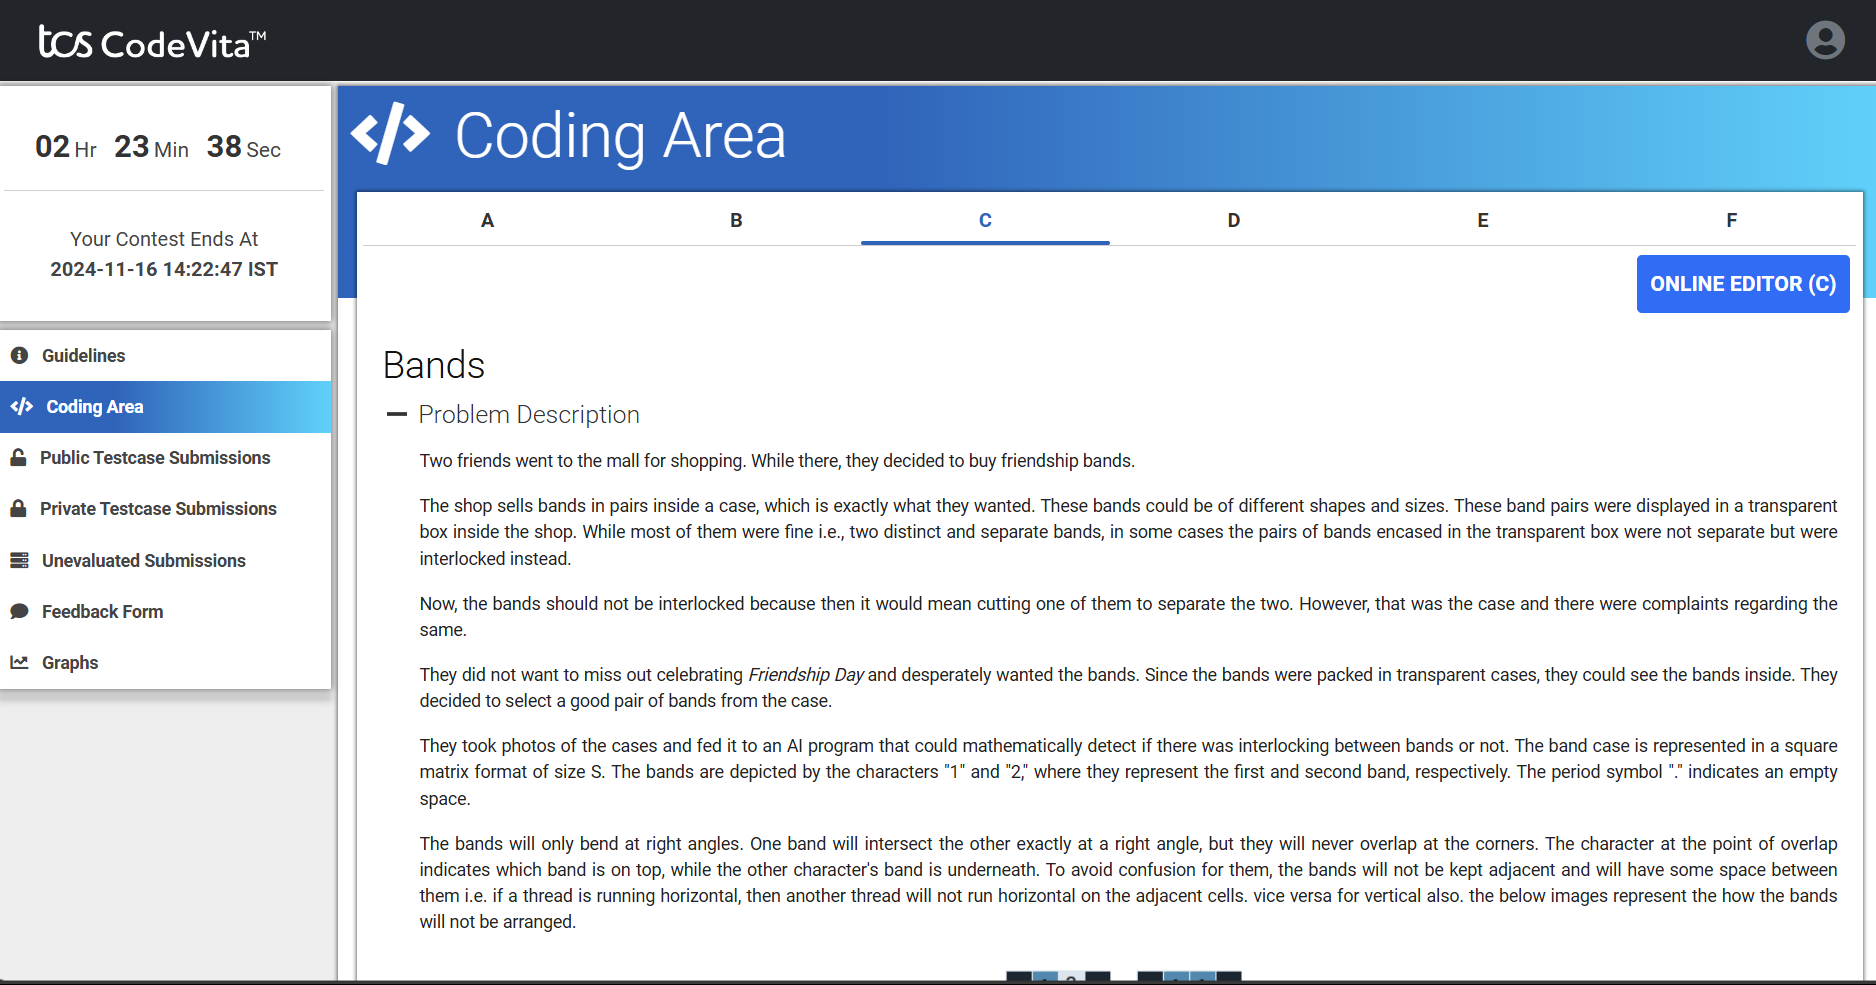 tcs CodeVita™
02 Hr 23 Min 38 Sec
Your Contest Ends At
2024-11-16 14:22:47 IST
Guidelines
Coding Area
Public Testcase Submissions
Private Testcase Submissions
Unevaluated Submissions
Feedback Form
Graphs
</> Coding Area
A B C D E F
ONLINE EDITOR (C)
Bands
Problem Description
Two friends went to the mall for shopping. While there, they decided to buy friendship bands.
The shop sells bands in pairs inside a case, which is exactly what they wanted. These bands could be of different shapes and sizes. These band pairs were displayed in a transparent
box inside the shop. While most of them were fine i.e., two distinct and separate bands, in some cases the pairs of bands encased in the transparent box were not separate but were
interlocked instead.
Now, the bands should not be interlocked because then it would mean cutting one of them to separate the two. However, that was the case and there were complaints regarding the
same.
They did not want to miss out celebrating Friendship Day and desperately wanted the bands. Since the bands were packed in transparent cases, they could see the bands inside. They
decided to select a good pair of bands from the case.
They took photos of the cases and fed it to an AI program that could mathematically detect if there was interlocking between bands or not. The band case is represented in a square
matrix format of size S. The bands are depicted by the characters "1" and "2," where they represent the first and second band, respectively. The period symbol "." indicates an empty
space.
The bands will only bend at right angles. One band will intersect the other exactly at a right angle, but they will never overlap at the corners. The character at the point of overlap
indicates which band is on top, while the other character's band is underneath. To avoid confusion for them, the bands will not be kept adjacent and will have some space between
them i.e. if a thread is running horizontal, then another thread will not run horizontal on the adjacent cells. vice versa for vertical also. the below images represent the how the bands
will not be arranged.